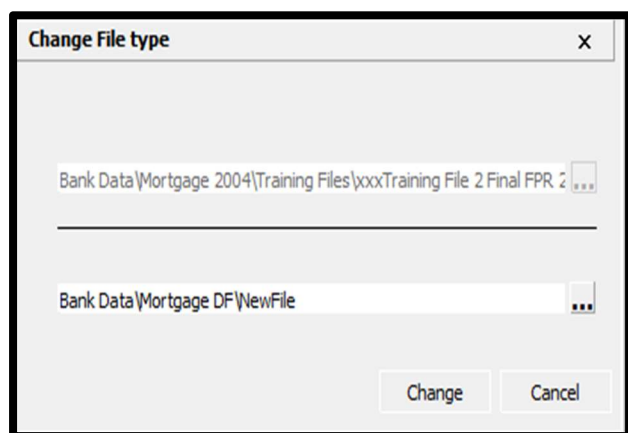 Change File type x
Bank Data\Mortgage 2004\Training Files\xxxTraining File 2 Final FPR 2 ...
Bank Data\Mortgage DF\NewFile ...
Change Cancel